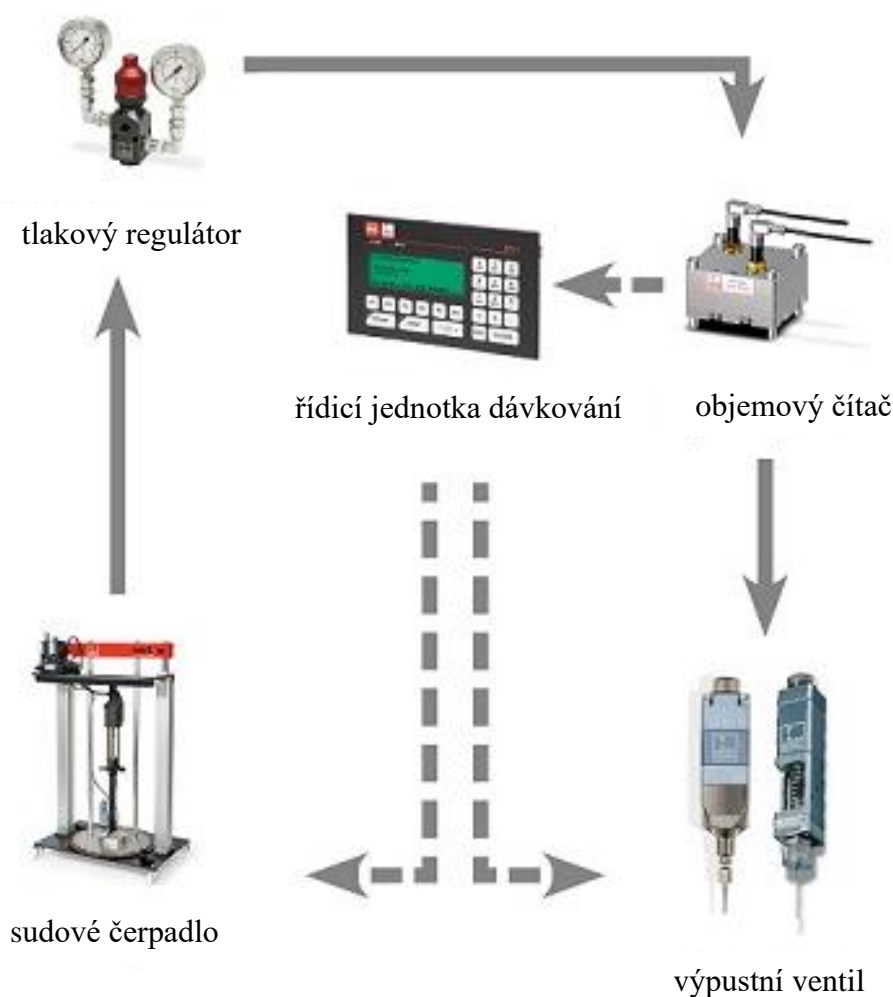 tlakový regulátor
řídicí jednotka dávkování
objemový čítač
sudové čerpadlo
výpustní ventil